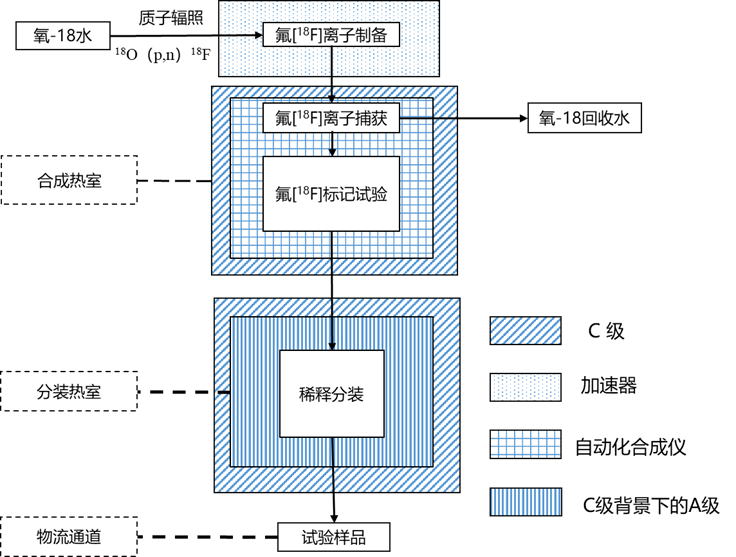 质子辐照
氧-18水
¹⁸O（p,n）¹⁸F
氟[¹⁸F]离子制备
氟[¹⁸F]离子捕获
氧-18回收水
合成热室
氟[¹⁸F]标记试验
C 级
分装热室
稀释分装
加速器
自动化合成仪
C级背景下的A级
物流通道
试验样品